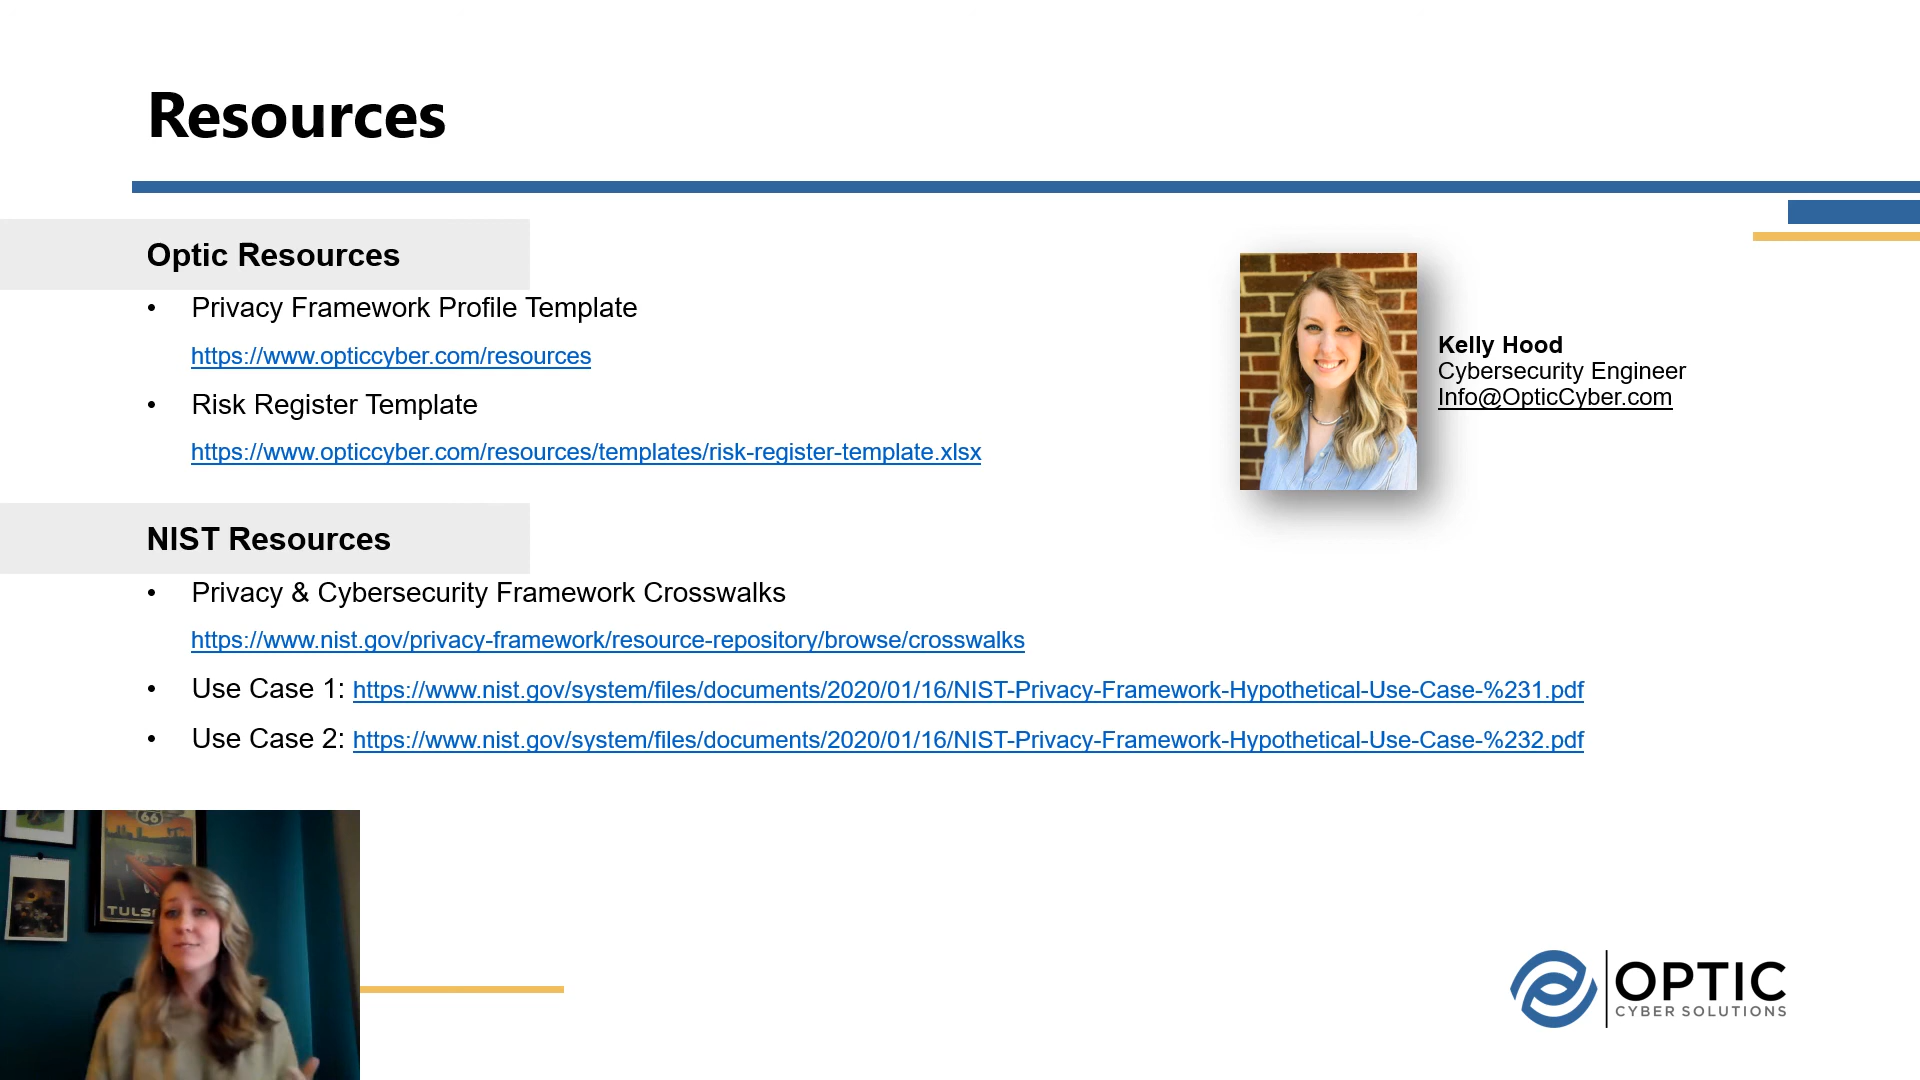 Resources
Optic Resources
• Privacy Framework Profile Template
https://www.opticcyber.com/resources
• Risk Register Template
https://www.opticcyber.com/resources/templates/risk-register-template.xlsx
Kelly Hood
Cybersecurity Engineer
Info@OpticCyber.com
NIST Resources
• Privacy & Cybersecurity Framework Crosswalks
https://www.nist.gov/privacy-framework/resource-repository/browse/crosswalks
• Use Case 1: https://www.nist.gov/system/files/documents/2020/01/16/NIST-Privacy-Framework-Hypothetical-Use-Case-%231.pdf
• Use Case 2: https://www.nist.gov/system/files/documents/2020/01/16/NIST-Privacy-Framework-Hypothetical-Use-Case-%232.pdf
66
TULS
OPTIC
CYBER SOLUTIONS